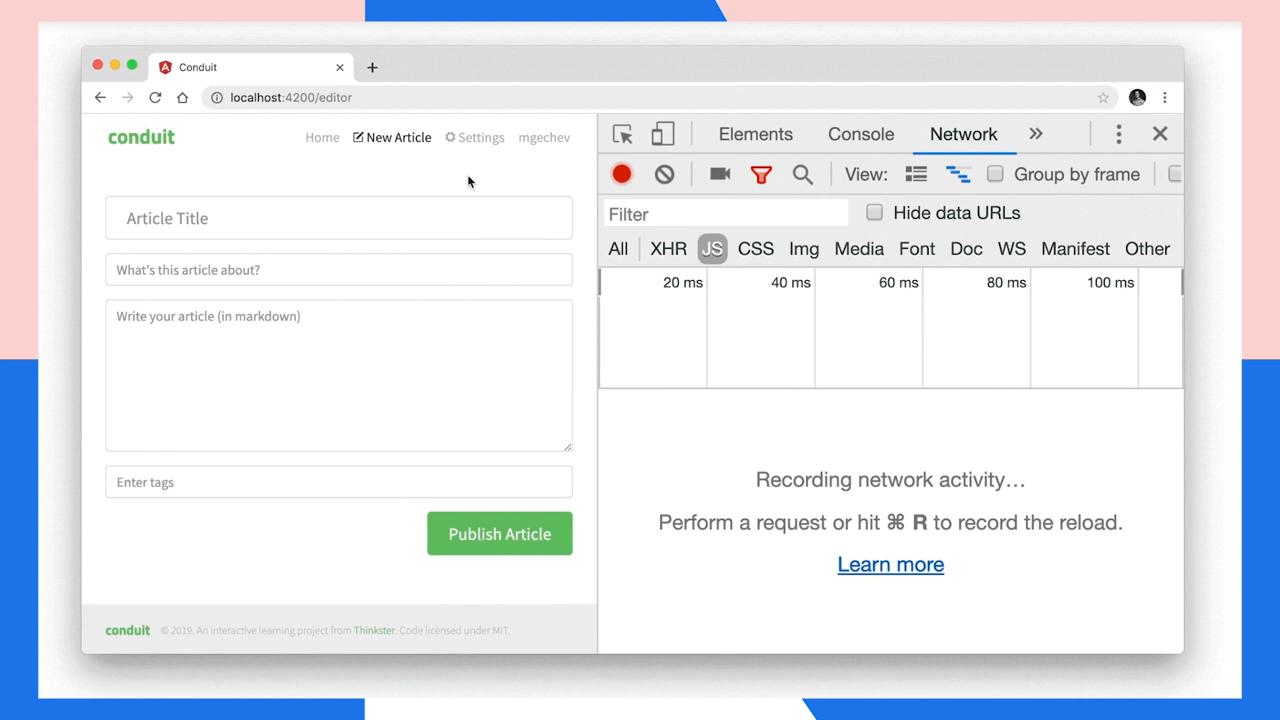 Conduit
localhost:4200/editor
conduit
Home
New Article
Settings
mgechev
Article Title
What's this article about?
Write your article (in markdown)
Enter tags
Publish Article
conduit © 2019. An interactive learning project from Thinkster. Code licensed under MIT.
Elements Console Network
View: Group by frame
Filter Hide data URLs
All XHR JS CSS Img Media Font Doc WS Manifest Other
20 ms 40 ms 60 ms 80 ms 100 ms
Recording network activity…
Perform a request or hit ⌘ R to record the reload.
Learn more